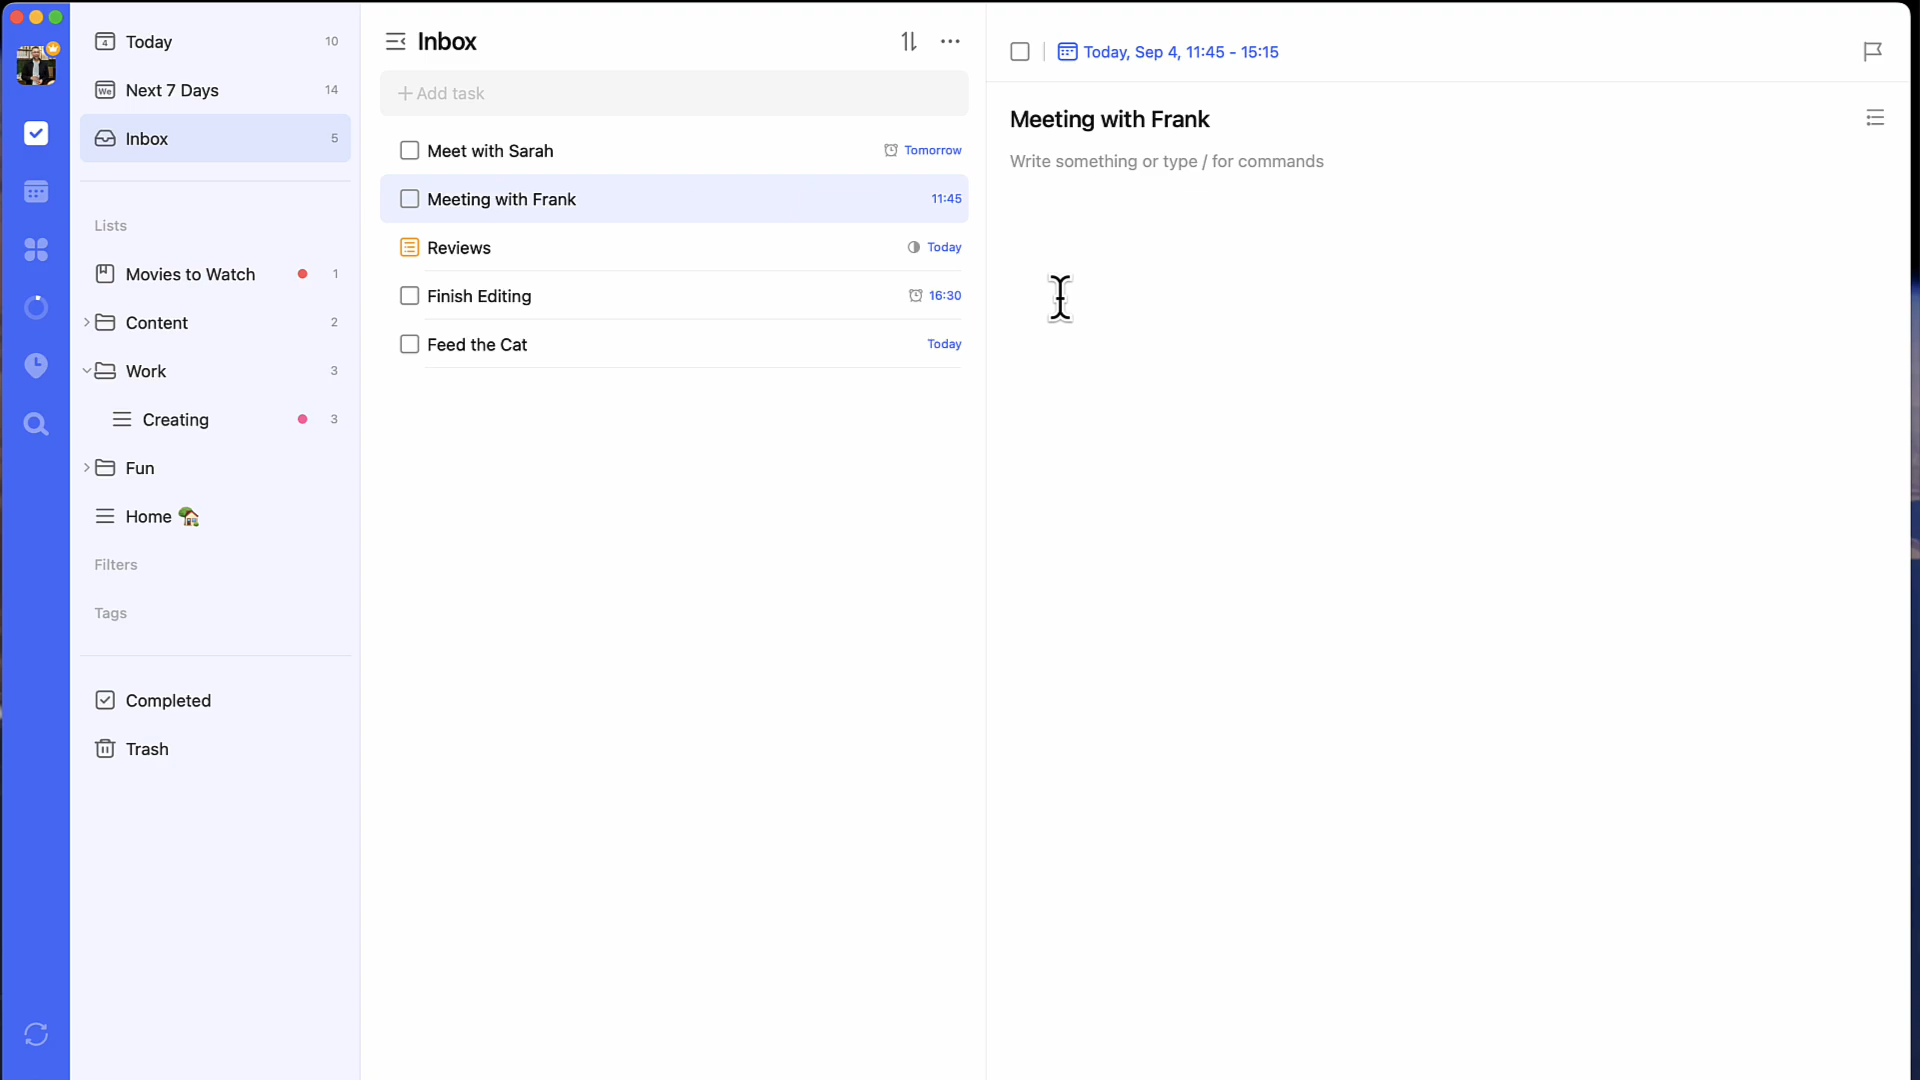 Today 10
Next 7 Days 14
Inbox 5
Lists
Movies to Watch 1
Content 2
Work 3
Creating 3
Fun
Home
Filters
Tags
Completed
Trash
4
We
Inbox
Add task
Meet with Sarah Tomorrow
Meeting with Frank 11:45
Reviews Today
Finish Editing 16:30
Feed the Cat Today
Today, Sep 4, 11:45 - 15:15
Meeting with Frank
Write something or type / for commands